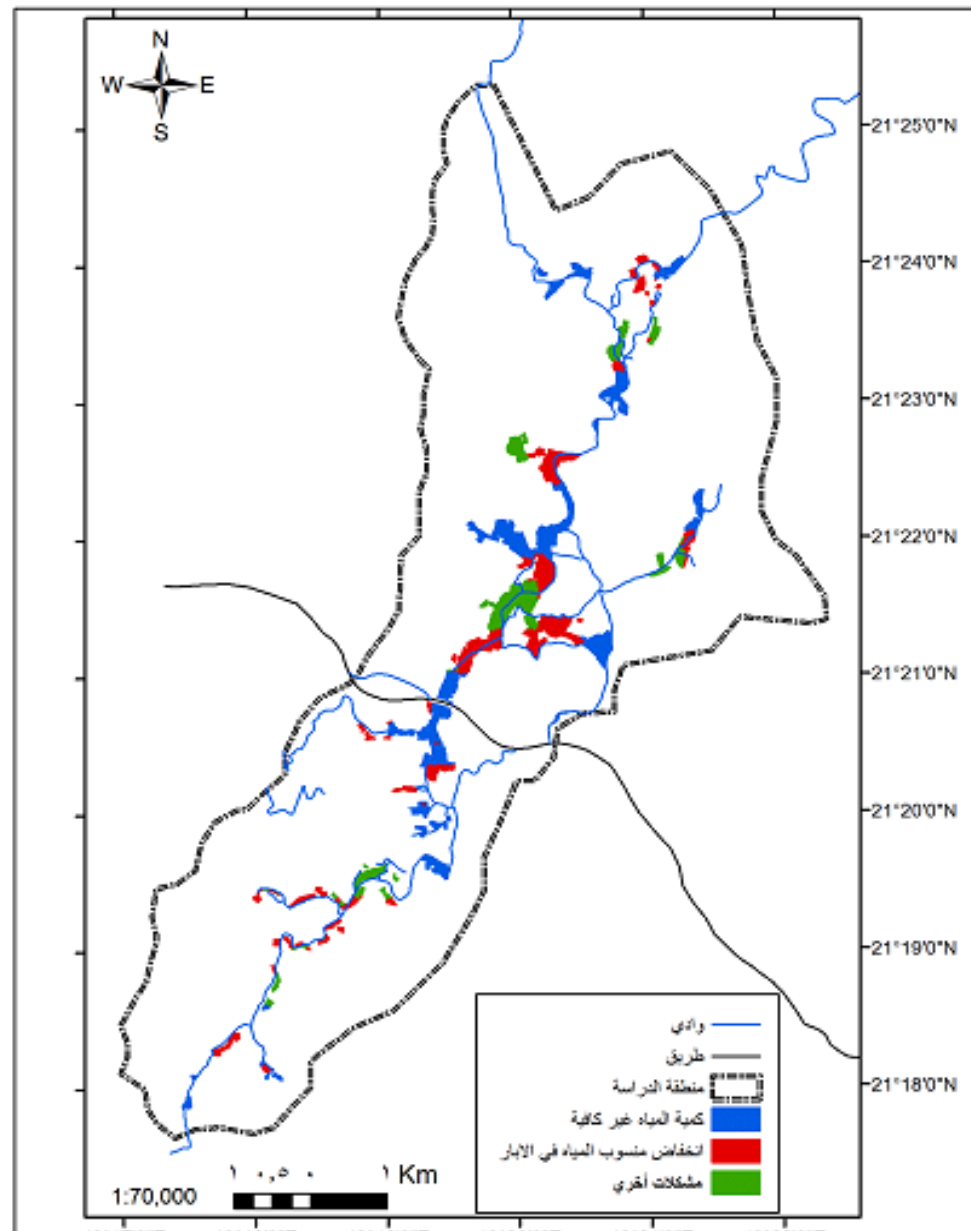 N
W E
S
21°25'0"N
21°24'0"N
21°23'0"N
21°22'0"N
21°21'0"N
21°20'0"N
21°19'0"N
21°18'0"N
وادي
طريق
منطقة الدراسة
كمية المياه غير كافية
انخفاض منسوب المياه في الابار
مشكلات أخري
١ ٠,٥ ٠ ١ Km
1:70,000